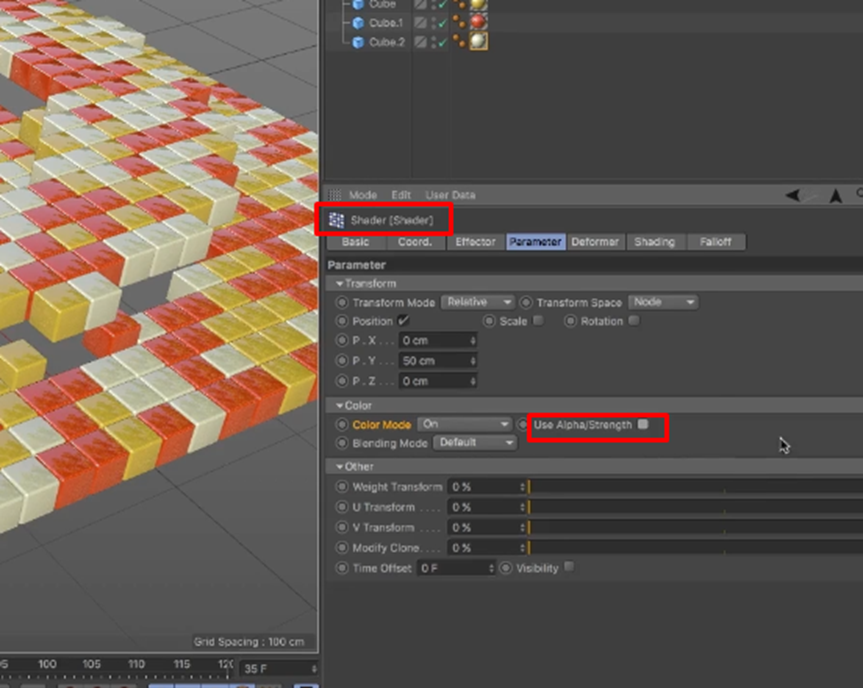 Cube
Cube.1
Cube.2
Mode Edit User Data
Shader [Shader]
Basic Coord. Effector Parameter Deformer Shading Falloff
Parameter
Transform
Transform Mode Relative Transform Space Node
Position Scale Rotation
P . X . . . 0 cm
P . Y . . . 50 cm
P . Z . . . 0 cm
Color
Color Mode On Use Alpha/Strength
Blending Mode Default
Other
Weight Transform 0 %
U Transform . . . . 0 %
V Transform . . . . 0 %
Modify Clone. . . . 0 %
Time Offset 0 F Visibility
Grid Spacing : 100 cm
100 105 110 115 35 F